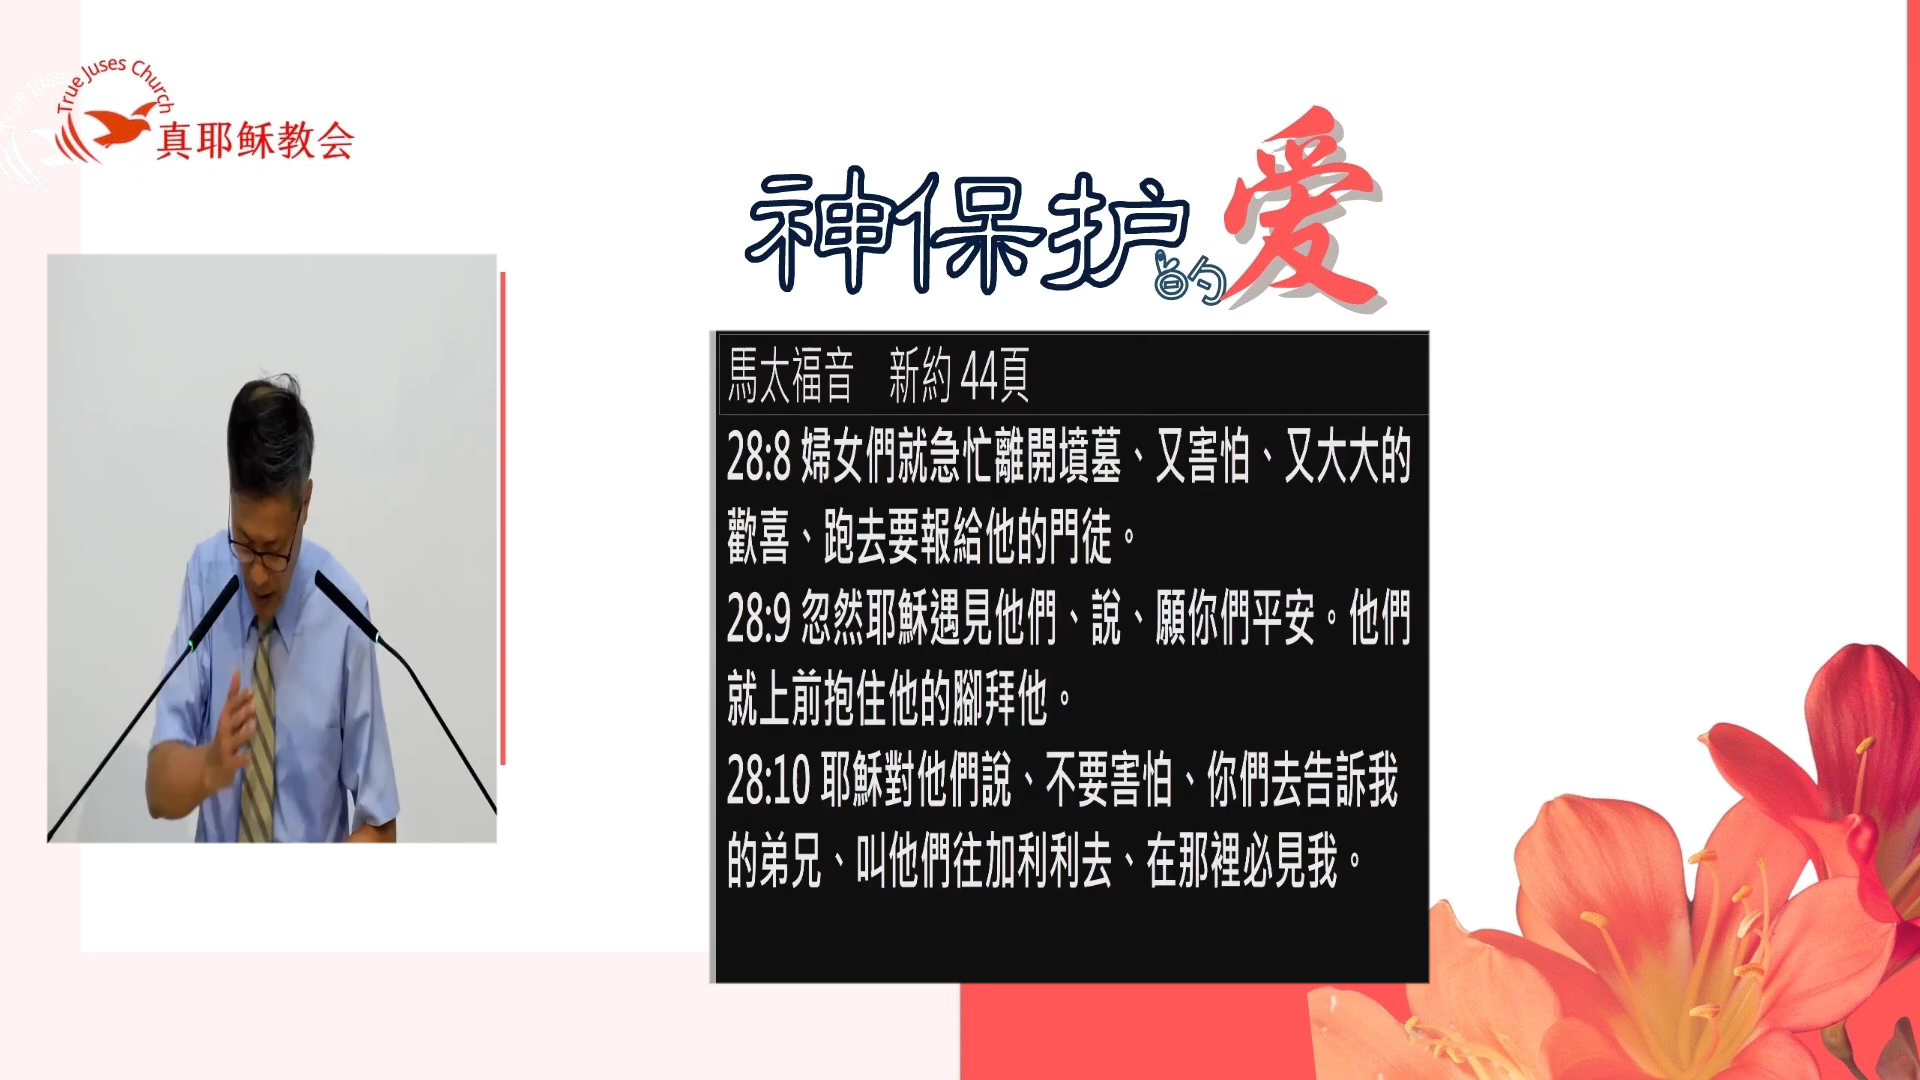 True Juses Church
真耶稣教会
神保护的爱
馬太福音 新約 44頁
28:8 婦女們就急忙離開墳墓、又害怕、又大大的
歡喜、跑去要報給他的門徒。
28:9 忽然耶穌遇見他們、說、願你們平安。他們
就上前抱住他的腳拜他。
28:10 耶穌對他們說、不要害怕、你們去告訴我
的弟兄、叫他們往加利利去、在那裡必見我。